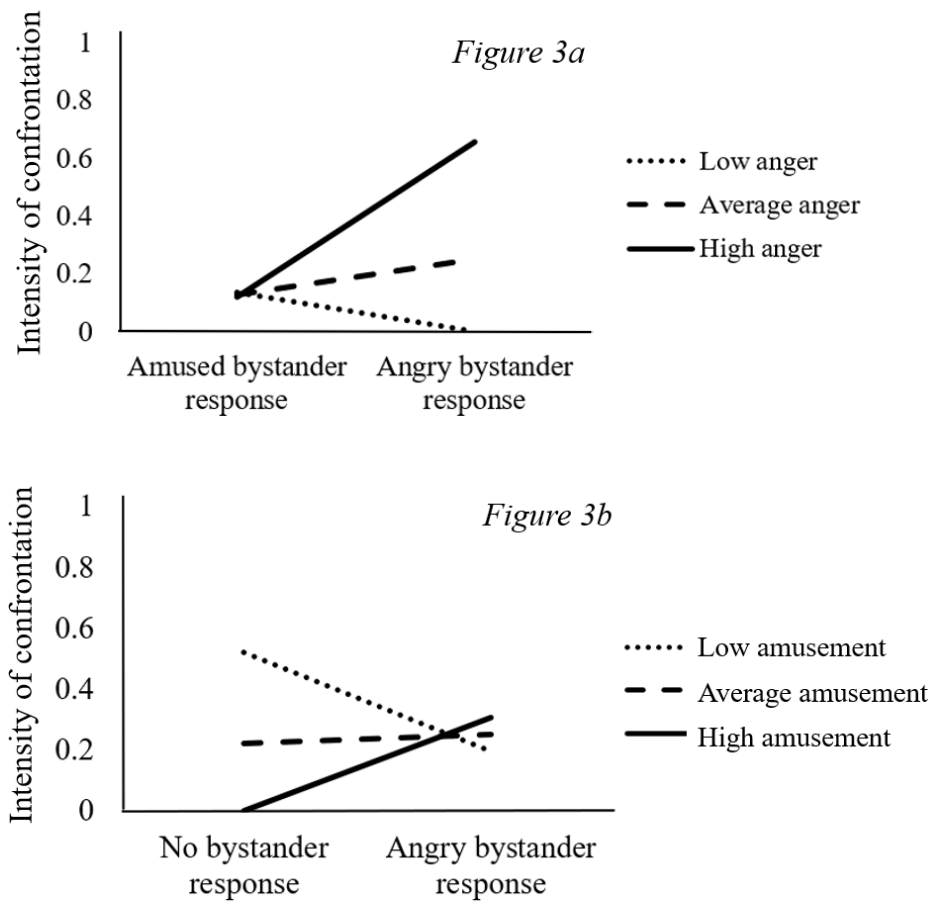 Figure 3a
Intensity of confrontation
1
0.8
0.6
0.4
0.2
0
Amused bystander
response
Angry bystander
response
Low anger
Average anger
High anger
Figure 3b
Intensity of confrontation
1
0.8
0.6
0.4
0.2
0
No bystander
response
Angry bystander
response
Low amusement
Average amusement
High amusement